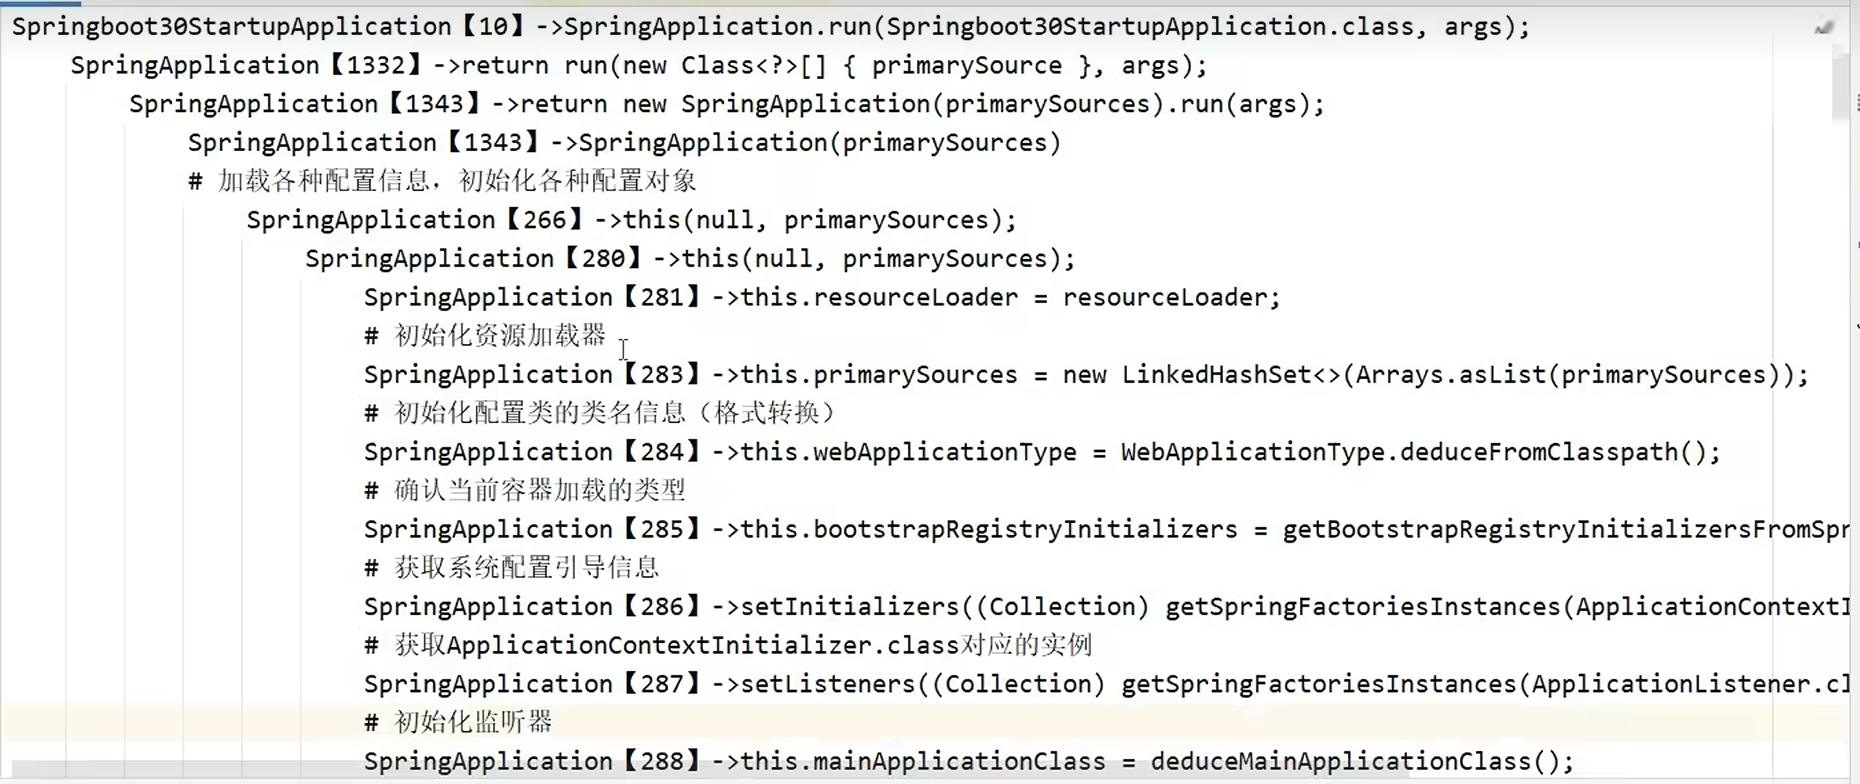 Springboot30StartupApplication【10】->SpringApplication.run(Springboot30StartupApplication.class, args);
SpringApplication【1332】->return run(new Class<?>[] { primarySource }, args);
SpringApplication【1343】->return new SpringApplication(primarySources).run(args);
SpringApplication【1343】->SpringApplication(primarySources)
# 加载各种配置信息，初始化各种配置对象
SpringApplication【266】->this(null, primarySources);
SpringApplication【280】->this(null, primarySources);
SpringApplication【281】->this.resourceLoader = resourceLoader;
# 初始化资源加载器
SpringApplication【283】->this.primarySources = new LinkedHashSet<>(Arrays.asList(primarySources));
# 初始化配置类的类名信息（格式转换）
SpringApplication【284】->this.webApplicationType = WebApplicationType.deduceFromClasspath();
# 确认当前容器加载的类型
SpringApplication【285】->this.bootstrapRegistryInitializers = getBootstrapRegistryInitializersFromSpr
# 获取系统配置引导信息
SpringApplication【286】->setInitializers((Collection) getSpringFactoriesInstances(ApplicationContextI
# 获取ApplicationContextInitializer.class对应的实例
SpringApplication【287】->setListeners((Collection) getSpringFactoriesInstances(ApplicationListener.cl
# 初始化监听器
SpringApplication【288】->this.mainApplicationClass = deduceMainApplicationClass();